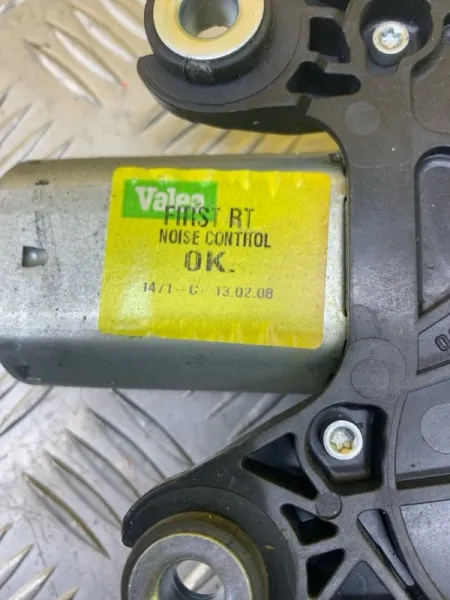 Valeo
FIRST RT
NOISE CONTROL
OK.
14/1 - C - 13.02.08